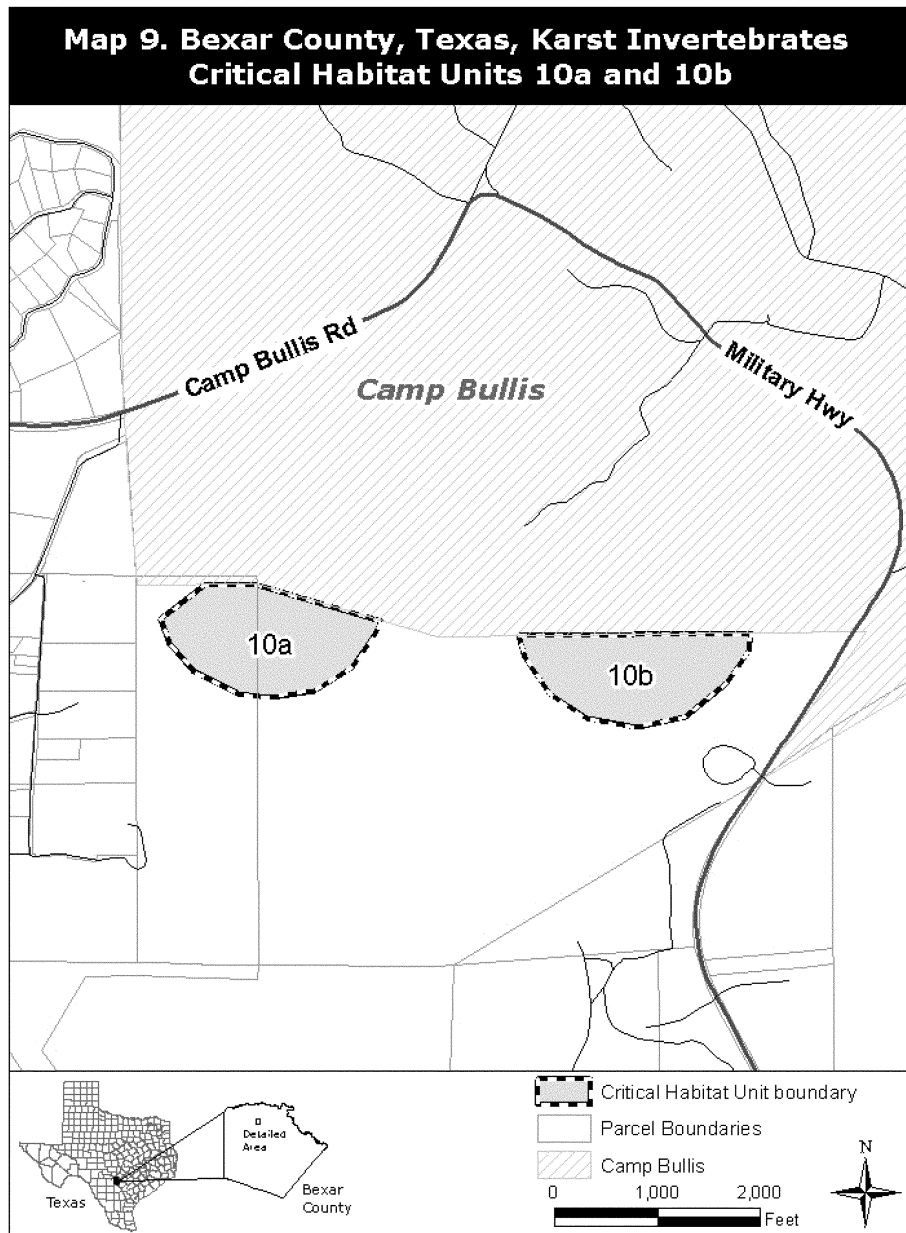 Map 9. Bexar County, Texas, Karst Invertebrates
Critical Habitat Units 10a and 10b
Camp Bullis Rd
Camp Bullis
Military Hwy
10a
10b
Critical Habitat Unit boundary
Parcel Boundaries
Camp Bullis
Detailed
Area
Texas
Bexar
County
N
0 1,000 2,000
Feet